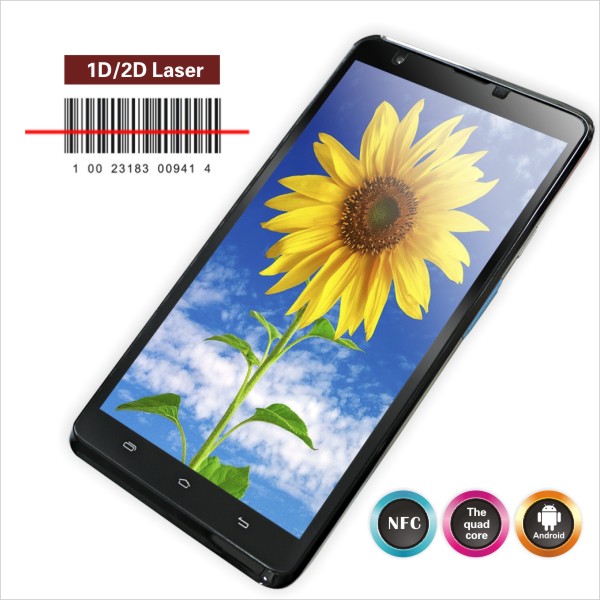 1D/2D Laser
1 00 23183 00941 4
NFC
The
quad
core
Android